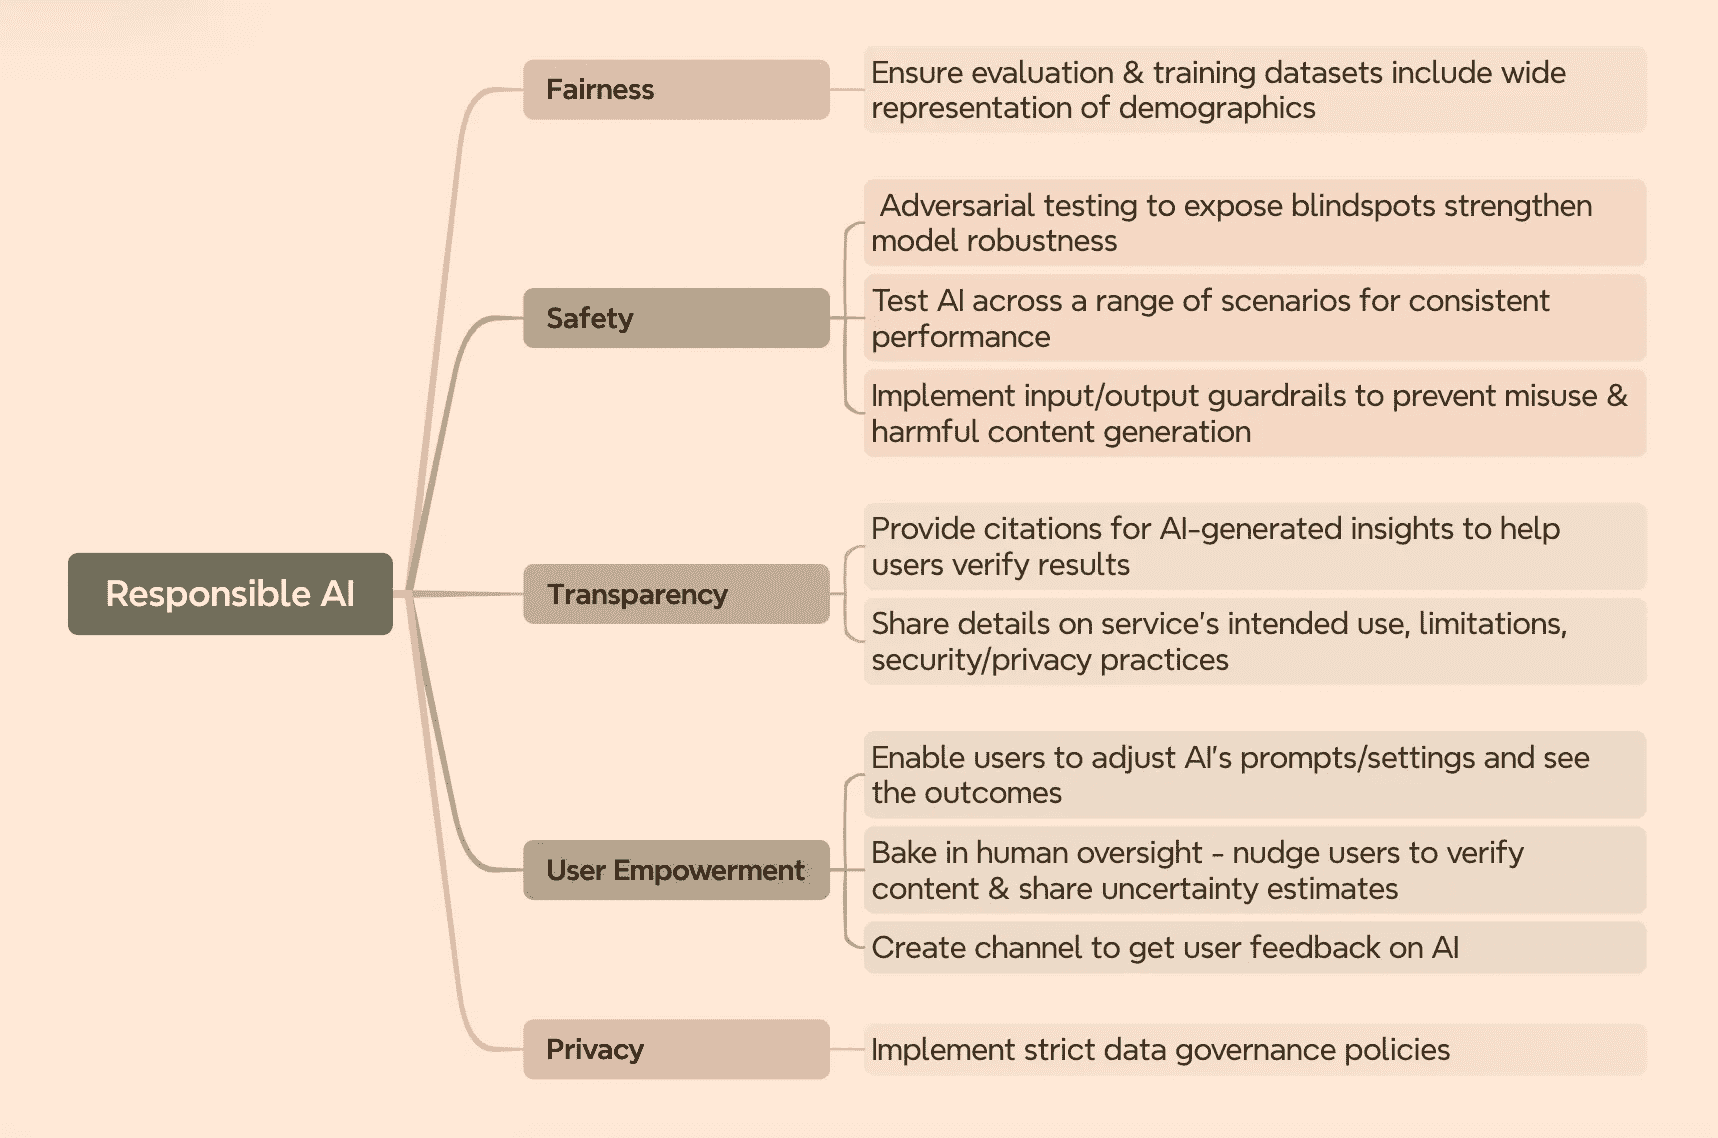 Fairness
Ensure evaluation & training datasets include wide
representation of demographics
Safety
Adversarial testing to expose blindspots strengthen
model robustness
Test AI across a range of scenarios for consistent
performance
Implement input/output guardrails to prevent misuse &
harmful content generation
Responsible AI
Transparency
Provide citations for AI-generated insights to help
users verify results
Share details on service's intended use, limitations,
security/privacy practices
User Empowerment
Enable users to adjust AI's prompts/settings and see
the outcomes
Bake in human oversight - nudge users to verify
content & share uncertainty estimates
Create channel to get user feedback on AI
Privacy
Implement strict data governance policies